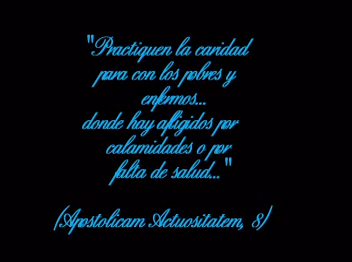 "Practiquen la caridad
para con los pobres y
enfermos...
donde hay afligidos por
calamidades o por
falta de salud..."
(Apostolicam Actuositatem, 8)